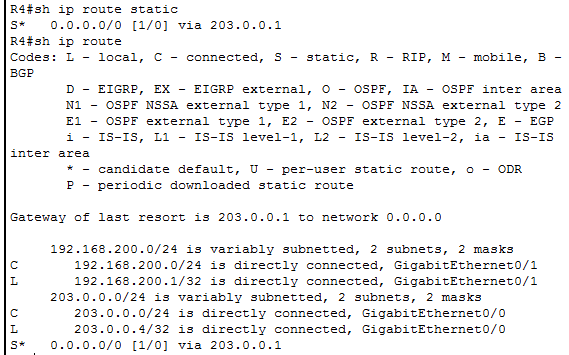 R4#sh ip route static
S*   0.0.0.0/0 [1/0] via 203.0.0.1
R4#sh ip route
Codes: L - local, C - connected, S - static, R - RIP, M - mobile, B -
BGP
       D - EIGRP, EX - EIGRP external, O - OSPF, IA - OSPF inter area
       N1 - OSPF NSSA external type 1, N2 - OSPF NSSA external type 2
       E1 - OSPF external type 1, E2 - OSPF external type 2, E - EGP
       i - IS-IS, L1 - IS-IS level-1, L2 - IS-IS level-2, ia - IS-IS
inter area
       * - candidate default, U - per-user static route, o - ODR
       P - periodic downloaded static route

Gateway of last resort is 203.0.0.1 to network 0.0.0.0

     192.168.200.0/24 is variably subnetted, 2 subnets, 2 masks
C       192.168.200.0/24 is directly connected, GigabitEthernet0/1
L       192.168.200.1/32 is directly connected, GigabitEthernet0/1
     203.0.0.0/24 is variably subnetted, 2 subnets, 2 masks
C       203.0.0.0/24 is directly connected, GigabitEthernet0/0
L       203.0.0.4/32 is directly connected, GigabitEthernet0/0
S*   0.0.0.0/0 [1/0] via 203.0.0.1